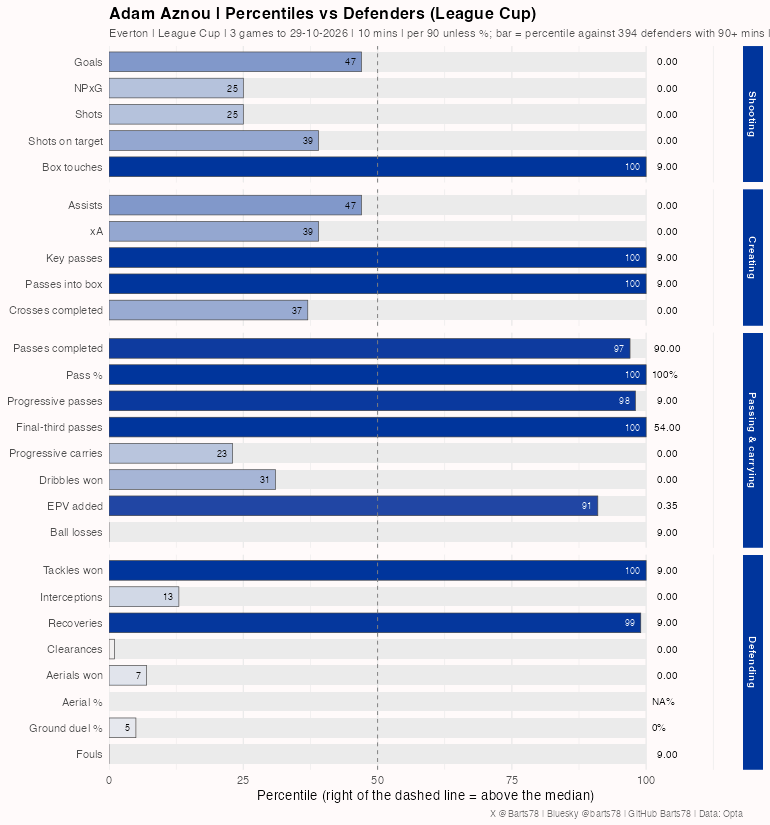 Adam Aznou | Percentiles vs Defenders (League Cup)
Everton | League Cup | 3 games to 29-10-2026 | 10 mins | per 90 unless %; bar = percentile against 394 defenders with 90+ mins |
Goals 47 0.00
NPxG 25 0.00
Shots 25 0.00
Shots on target 39 0.00
Box touches 100 9.00
Shooting
Assists 47 0.00
xA 39 0.00
Key passes 100 9.00
Passes into box 100 9.00
Crosses completed 37 0.00
Creating
Passes completed 97 90.00
Pass % 100 100%
Progressive passes 98 9.00
Final-third passes 100 54.00
Progressive carries 23 0.00
Dribbles won 31 0.00
EPV added 91 0.35
Ball losses 9.00
Passing & carrying
Tackles won 100 9.00
Interceptions 13 0.00
Recoveries 99 9.00
Clearances 0.00
Aerials won 7 0.00
Aerial % NA%
Ground duel % 5 0%
Fouls 9.00
Defending
0 25 50 75 100
Percentile (right of the dashed line = above the median)
X @Barts78 | Bluesky @barts78 | GitHub Barts78 | Data: Opta